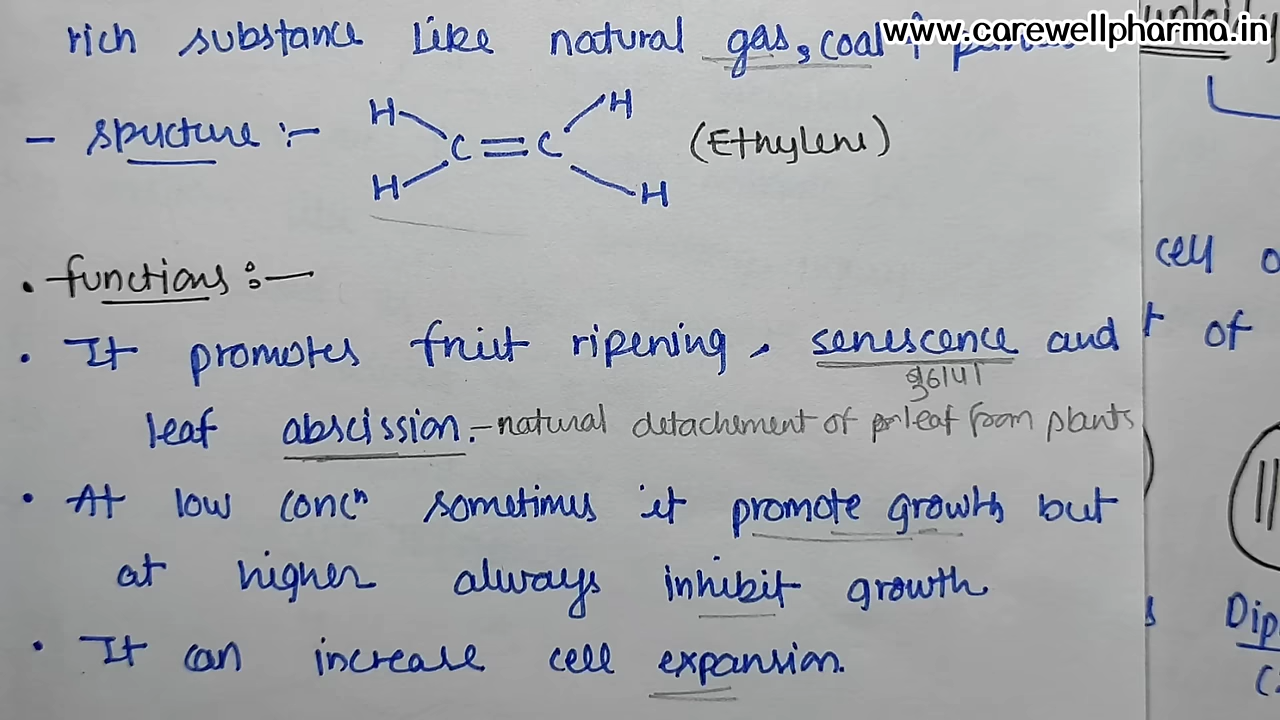 www.carewellpharma.in
rich substance like natural gas, coal &
- structure :-
H H
C = C (Ethylene)
H H
. functions :-
. It promotes fruit ripening, senescence and
leaf abscission. - natural detachement of leaf from plants
. At low concⁿ sometimes it promote growth but
at higher always inhibit growth
. It can increase cell expansion.
cell
of
Dip